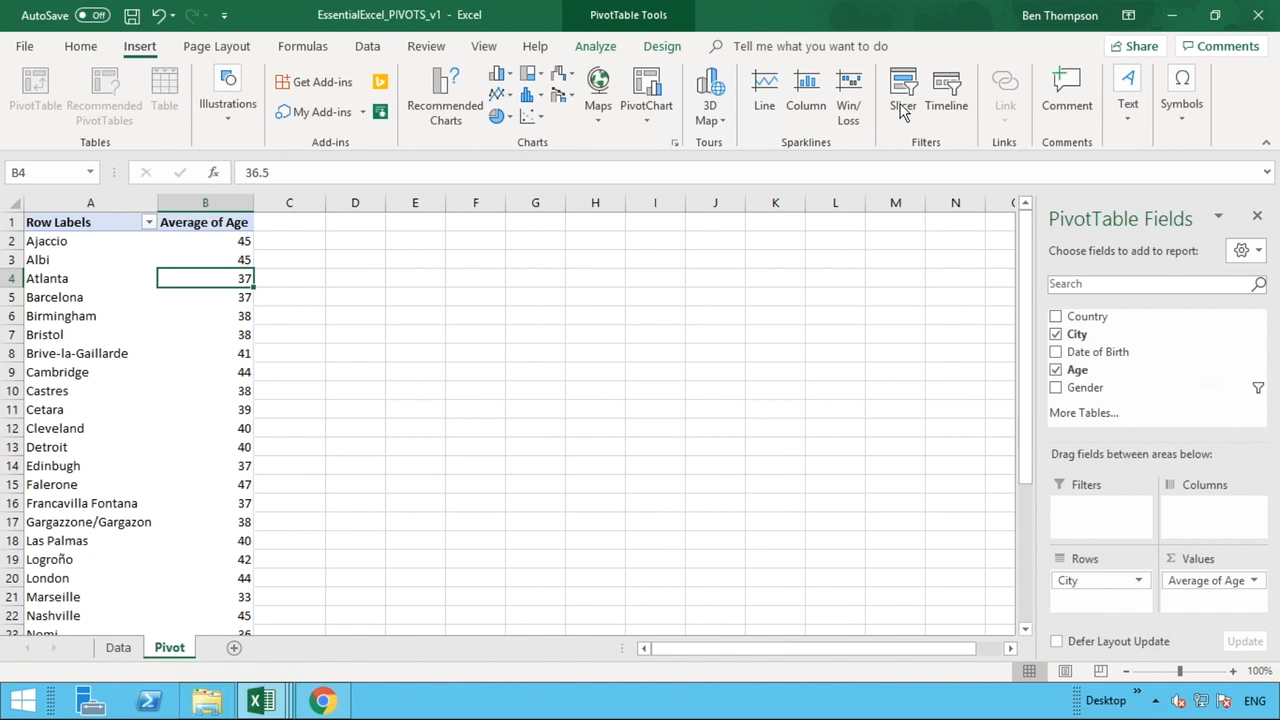 AutoSave Off EssentialExcel_PIVOTS_v1 - Excel PivotTable Tools Ben Thompson
File Home Insert Page Layout Formulas Data Review View Help Analyze Design Tell me what you want to do Share Comments
PivotTable Recommended PivotTables Table Illustrations Get Add-ins My Add-ins Recommended Charts Maps PivotChart 3D Map Line Column Win/Loss Slicer Timeline Link Comment Text Symbols
Tables Add-ins Charts Tours Sparklines Filters Links Comments
B4 fx 36.5
A B C D E F G H I J K L M N
1 Row Labels Average of Age
2 Ajaccio 45
3 Albi 45
4 Atlanta 37
5 Barcelona 37
6 Birmingham 38
7 Bristol 38
8 Brive-la-Gaillarde 41
9 Cambridge 44
10 Castres 38
11 Cetara 39
12 Cleveland 40
13 Detroit 40
14 Edinbugh 37
15 Falerone 47
16 Francavilla Fontana 37
17 Gargazzone/Gargazon 38
18 Las Palmas 40
19 Logroño 42
20 London 44
21 Marseille 33
22 Nashville 45
PivotTable Fields
Choose fields to add to report:
Search
Country
City
Date of Birth
Age
Gender
More Tables...
Drag fields between areas below:
Filters Columns
Rows Values
City Average of Age
Defer Layout Update Update
Data Pivot
100%
Desktop ENG